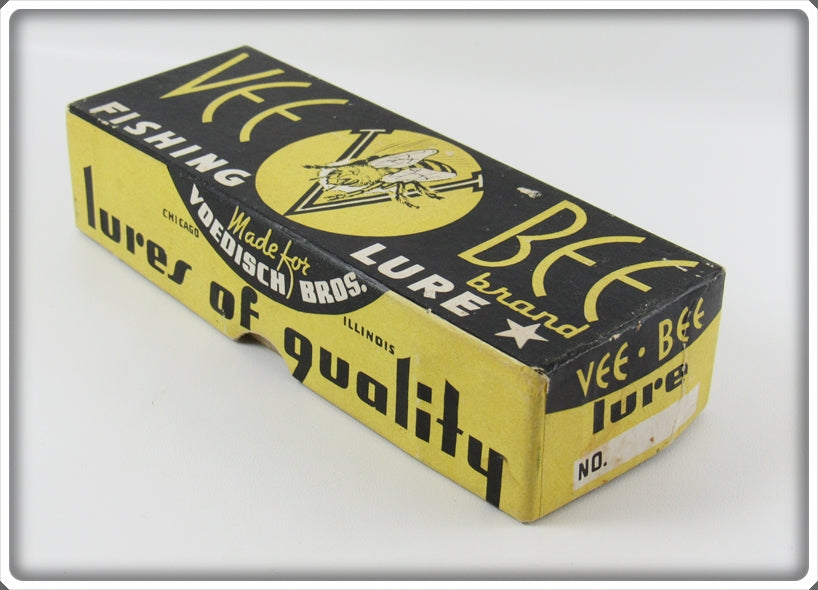 VEE BEE
FISHING LURE
brand
Made for
VOEDISCH BROS.
CHICAGO ILLINOIS
lures of quality
VEE · BEE
lure
NO.